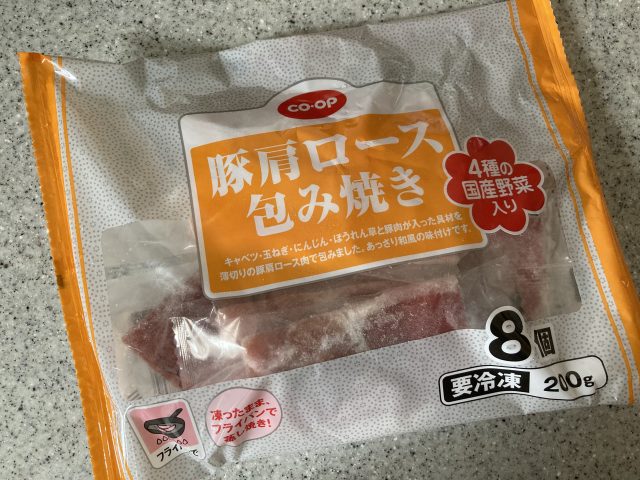 CO-OP
豚肩ロース
包み焼き
4種の
国産野菜
入り
キャベツ・玉ねぎ・にんじん・ほうれん草と豚肉が入った具材を
薄切りの豚肩ロース肉で包みました。あっさり和風の味付けです。
8個
要冷凍 200g
凍ったまま、
フライパンで
蒸し焼き!
フライパンで